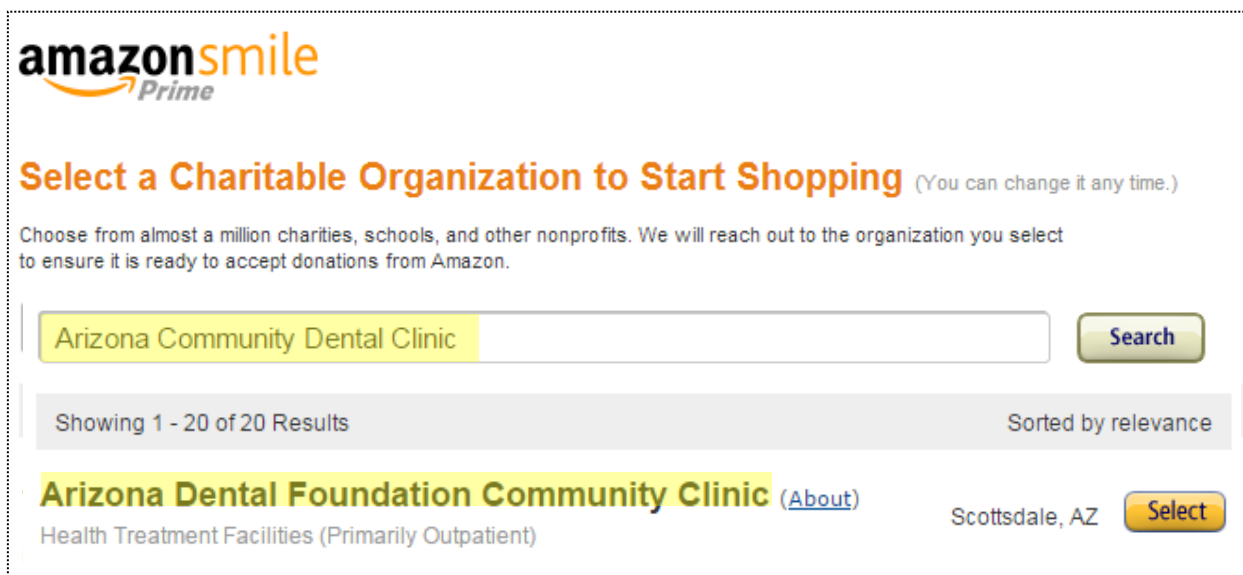 amazonsmile
Prime
Select a Charitable Organization to Start Shopping (You can change it any time.)
Choose from almost a million charities, schools, and other nonprofits. We will reach out to the organization you select
to ensure it is ready to accept donations from Amazon.
Arizona Community Dental Clinic Search
Showing 1 - 20 of 20 Results Sorted by relevance
Arizona Dental Foundation Community Clinic (About)
Scottsdale, AZ Select
Health Treatment Facilities (Primarily Outpatient)